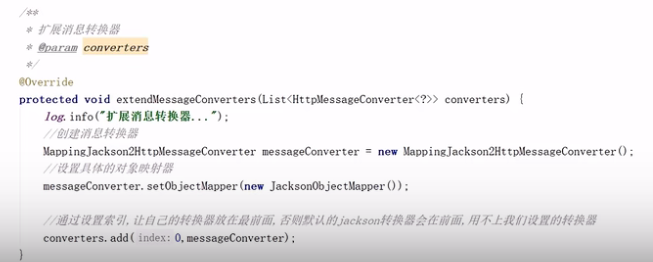 /**
 * 扩展消息转换器
 * @param converters
 */
@Override
protected void extendMessageConverters(List<HttpMessageConverter<?>> converters) {
    log.info("扩展消息转换器...");
    //创建消息转换器
    MappingJackson2HttpMessageConverter messageConverter = new MappingJackson2HttpMessageConverter();
    //设置具体的对象映射器
    messageConverter.setObjectMapper(new JacksonObjectMapper());
    //通过设置索引,让自己的转换器放在最前面,否则默认的jackson转换器会在前面,用不上我们设置的转换器
    converters.add( index: 0,messageConverter);
}